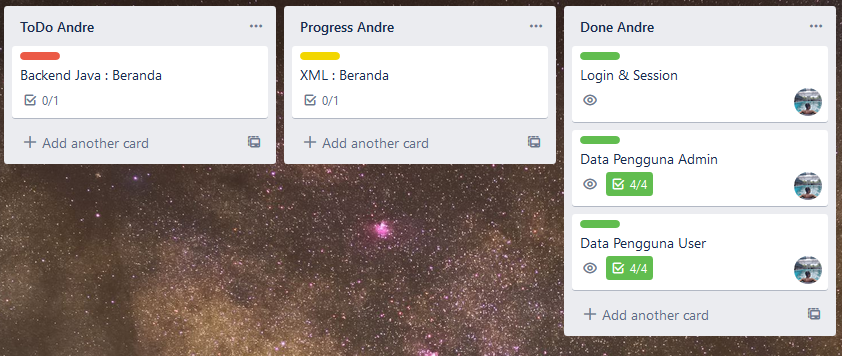 ToDo Andre
Backend Java : Beranda
0/1
Add another card
Progress Andre
XML : Beranda
0/1
Add another card
Done Andre
Login & Session
Data Pengguna Admin
4/4
Data Pengguna User
4/4
Add another card